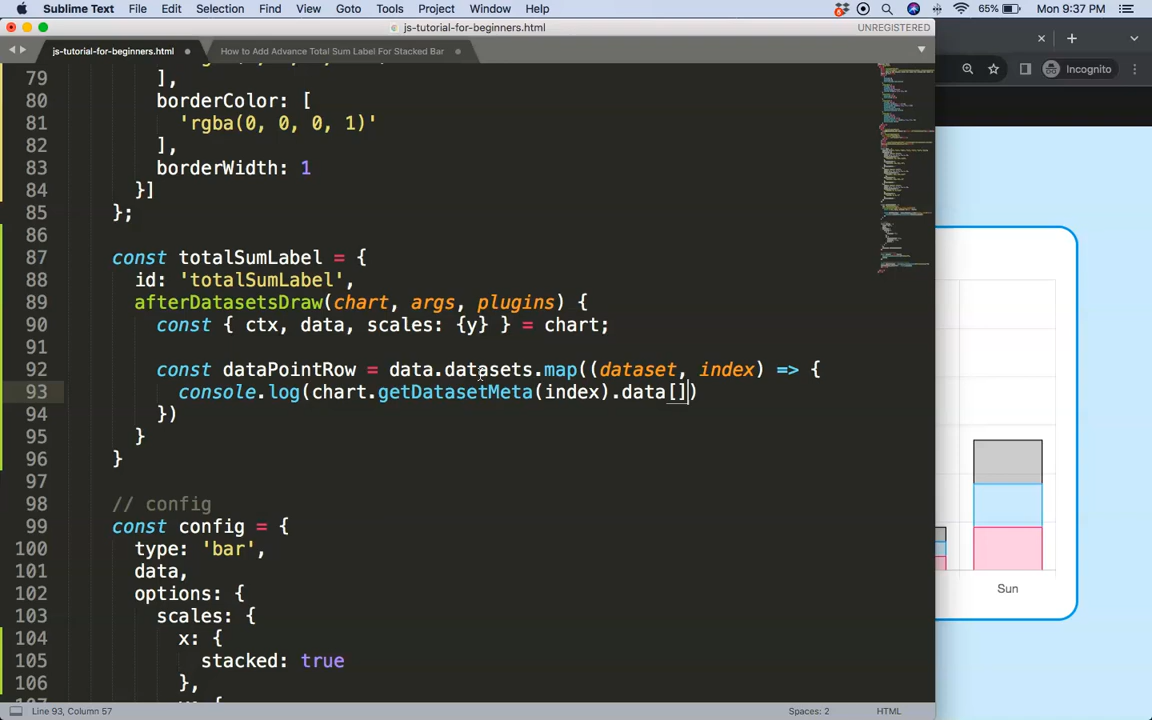 Sublime Text File Edit Selection Find View Goto Tools Project Window Help 65% Mon 9:37 PM
js-tutorial-for-beginners.html UNREGISTERED
js-tutorial-for-beginners.html How to Add Advance Total Sum Label For Stacked Bar
Incognito
79 ],
80 borderColor: [
81 'rgba(0, 0, 0, 1)'
82 ],
83 borderWidth: 1
84 }]
85 };
86
87 const totalSumLabel = {
88 id: 'totalSumLabel',
89 afterDatasetsDraw(chart, args, plugins) {
90 const { ctx, data, scales: {y} } = chart;
91
92 const dataPointRow = data.datasets.map((dataset, index) => {
93 console.log(chart.getDatasetMeta(index).data[])
94 })
95 }
96 }
97
98 // config
99 const config = {
100 type: 'bar',
101 data,
102 options: {
103 scales: {
104 x: {
105 stacked: true
106 },
Sun
Line 93, Column 57 Spaces: 2 HTML